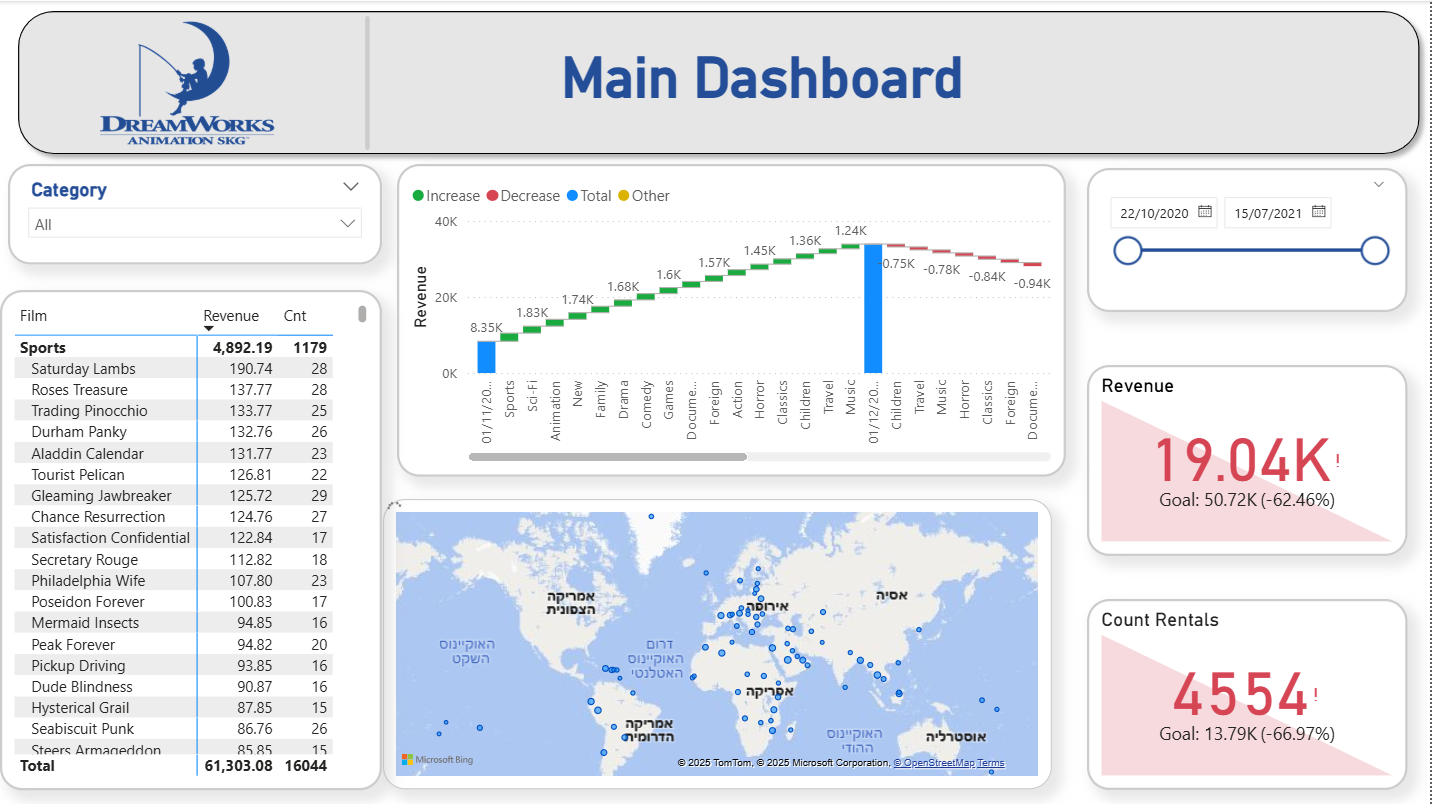 DREAMWORKS
ANIMATION SKG™
Main Dashboard
Category
All
Film Revenue Cnt
Sports 4,892.19 1179
Saturday Lambs 190.74 28
Roses Treasure 137.77 28
Trading Pinocchio 133.77 25
Durham Panky 132.76 26
Aladdin Calendar 131.77 23
Tourist Pelican 126.81 22
Gleaming Jawbreaker 125.72 29
Chance Resurrection 124.76 27
Satisfaction Confidential 122.84 17
Secretary Rouge 112.82 18
Philadelphia Wife 107.80 23
Poseidon Forever 100.83 17
Mermaid Insects 94.85 16
Peak Forever 94.82 20
Pickup Driving 93.85 16
Dude Blindness 90.87 16
Hysterical Grail 87.85 15
Seabiscuit Punk 86.76 26
Steers Armageddon 85.85 15
Total 61,303.08 16044
Increase Decrease Total Other
Revenue
40K
20K
0K
8.35K
1.83K
1.74K
1.68K
1.6K
1.57K
1.45K
1.36K
1.24K
-0.75K
-0.78K
-0.84K
-0.94K
01/11/20...
Sports
Sci-Fi
Animation
New
Family
Drama
Comedy
Games
Docume...
Foreign
Action
Horror
Classics
Children
Travel
Music
01/12/20...
Children
Travel
Music
Horror
Classics
Foreign
Docume...
אמריקה
הצפונית
אירופה
אסיה
האוקיינוס
השקט
דרום
האוקיינוס
האטלנטי
אפריקה
אמריקה
הדרומית
האוקיינוס
ההודי
אוסטרליה
Microsoft Bing
© 2025 TomTom, © 2025 Microsoft Corporation, © OpenStreetMap Terms
22/10/2020 15/07/2021
Revenue
19.04K!
Goal: 50.72K (-62.46%)
Count Rentals
4554!
Goal: 13.79K (-66.97%)